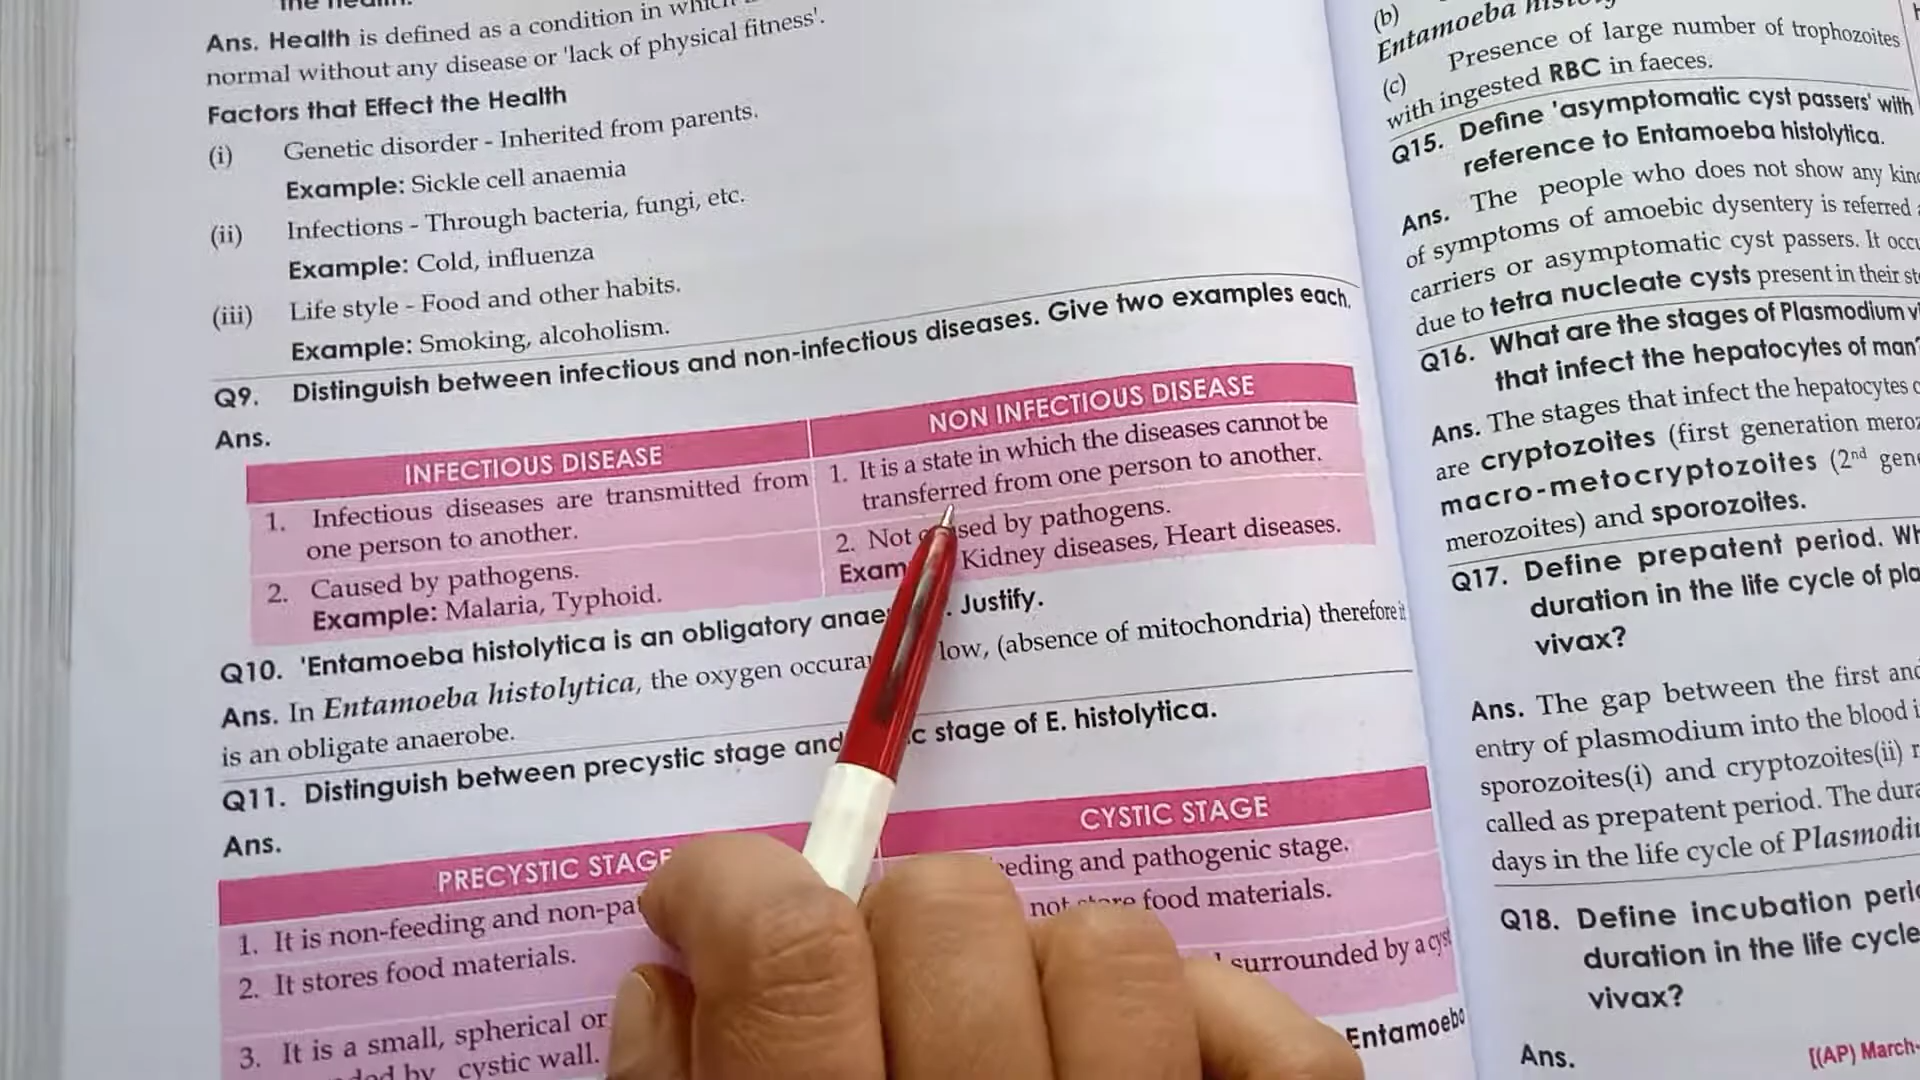 the health.
Ans. Health is defined as a condition in which
normal without any disease or 'lack of physical fitness'.
Factors that Effect the Health
(i) Genetic disorder - Inherited from parents.
Example: Sickle cell anaemia
(ii) Infections - Through bacteria, fungi, etc.
Example: Cold, influenza
(iii) Life style - Food and other habits.
Example: Smoking, alcoholism.
Q9. Distinguish between infectious and non-infectious diseases. Give two examples each.
Ans.
INFECTIOUS DISEASE
1. Infectious diseases are transmitted from
one person to another.
2. Caused by pathogens.
Example: Malaria, Typhoid.
NON INFECTIOUS DISEASE
1. It is a state in which the diseases cannot be
transferred from one person to another.
2. Not sed by pathogens.
Exam Kidney diseases, Heart diseases.
Q10. 'Entamoeba histolytica is an obligatory anae . Justify.
Ans. In Entamoeba histolytica, the oxygen occura low, (absence of mitochondria) therefore it
is an obligate anaerobe.
Q11. Distinguish between precystic stage and c stage of E. histolytica.
Ans.
PRECYSTIC STAGE
1. It is non-feeding and non-pa
2. It stores food materials.
3. It is a small, spherical or
ded by cystic wall.
CYSTIC STAGE
eeding and pathogenic stage.
not store food materials.
surrounded by a cyst
Entamoeba
(b)
Entamoeba
(c) Presence of large number of trophozoites
with ingested RBC in faeces.
Q15. Define 'asymptomatic cyst passers' with
reference to Entamoeba histolytica.
Ans. The people who does not show any kin
of symptoms of amoebic dysentery is referred a
carriers or asymptomatic cyst passers. It occu
due to tetra nucleate cysts present in their st
Q16. What are the stages of Plasmodium vi
that infect the hepatocytes of man?
Ans. The stages that infect the hepatocytes o
are cryptozoites (first generation meroz
macro-metocryptozoites (2nd gene
merozoites) and sporozoites.
Q17. Define prepatent period. Wh
duration in the life cycle of pla
vivax?
Ans. The gap between the first and
entry of plasmodium into the blood i
sporozoites(i) and cryptozoites(ii)
called as prepatent period. The dura
days in the life cycle of Plasmodiu
Q18. Define incubation peri
duration in the life cycle
vivax?
Ans.
[(AP) March-